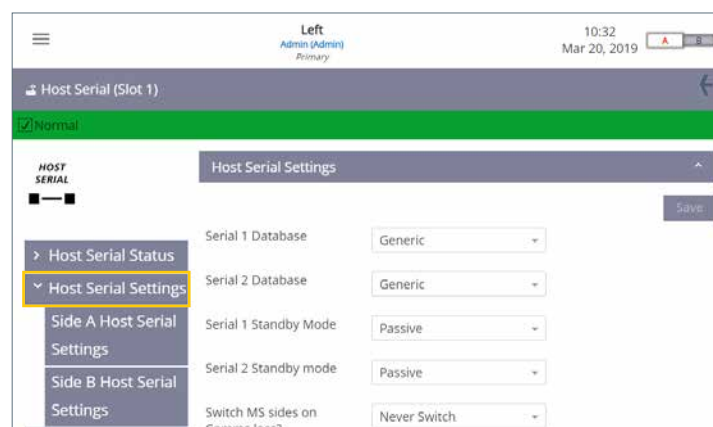 Left
Admin (Admin)
Primary
10:32
Mar 20, 2019
A
B
Host Serial (Slot 1)
Normal
HOST
SERIAL
Host Serial Settings
Save
Host Serial Status
Host Serial Settings
Side A Host Serial
Settings
Side B Host Serial
Settings
Serial 1 Database
Generic
Serial 2 Database
Generic
Serial 1 Standby Mode
Passive
Serial 2 Standby mode
Passive
Switch MS sides on
Never Switch